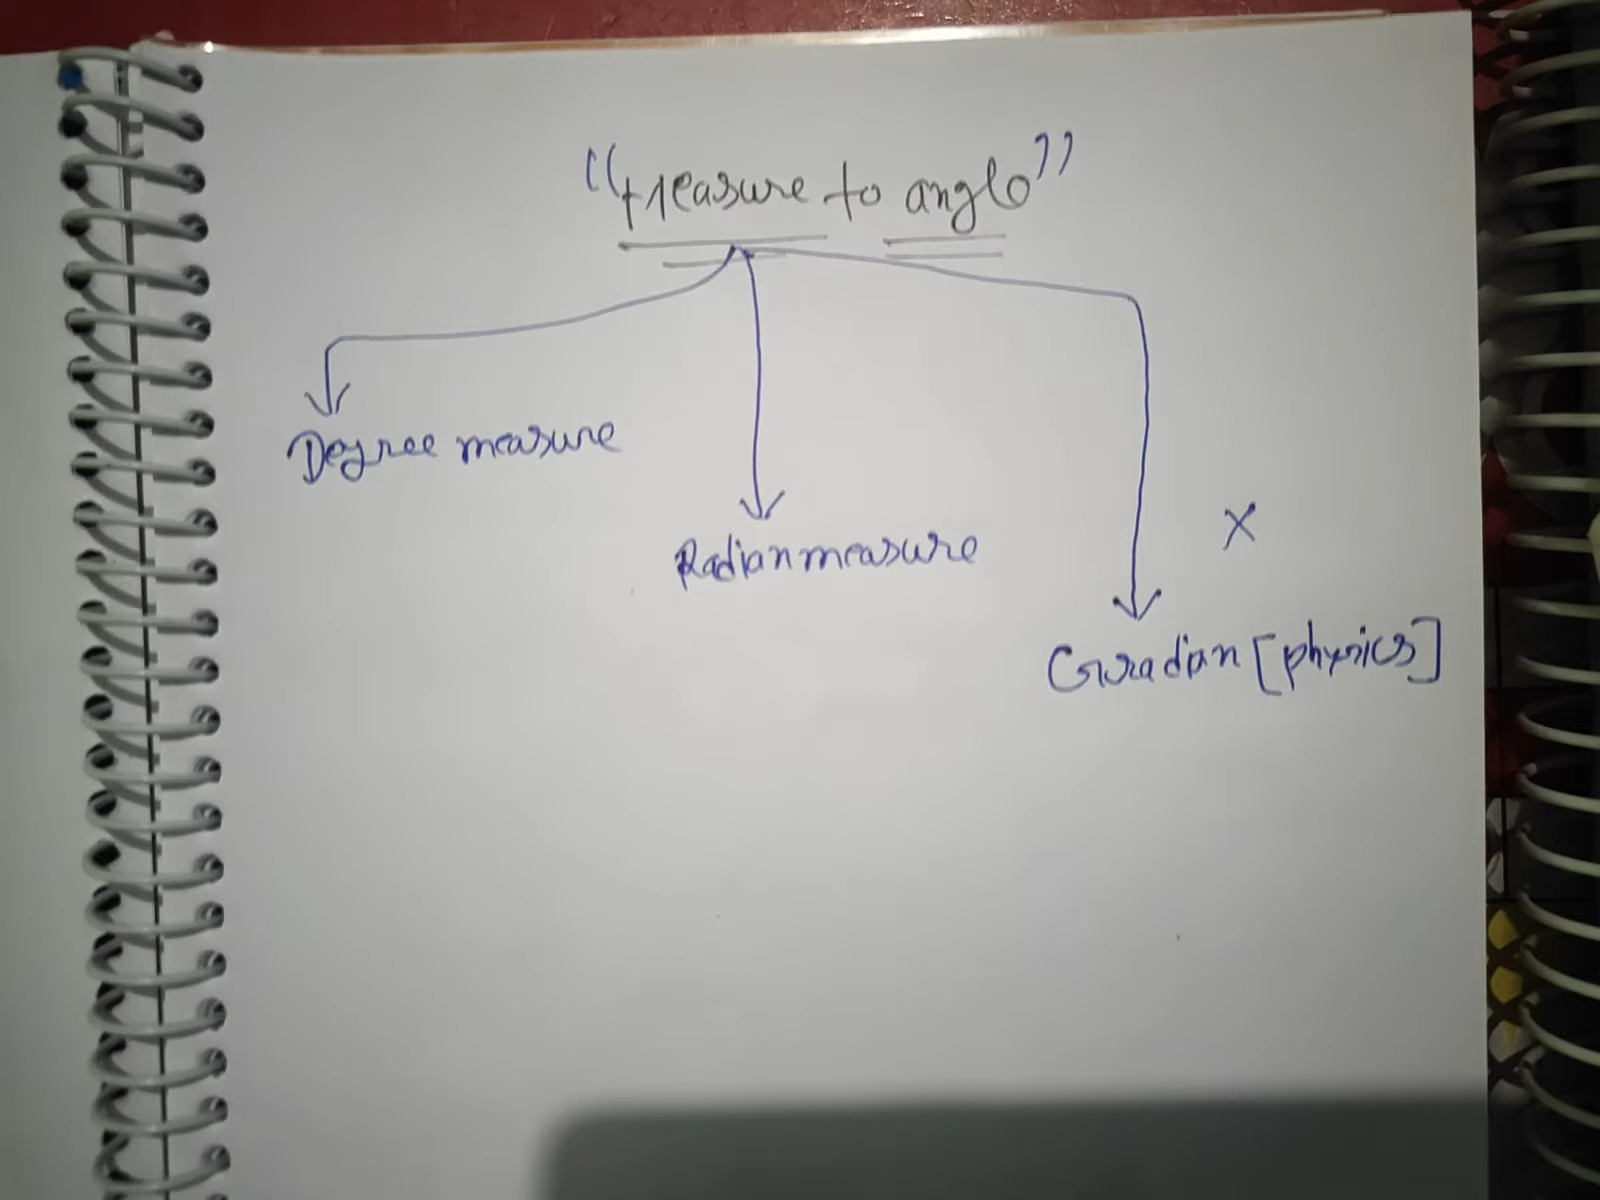 "Measure to angle"
Degree measure
Radian measure
X
Gradian [physics]